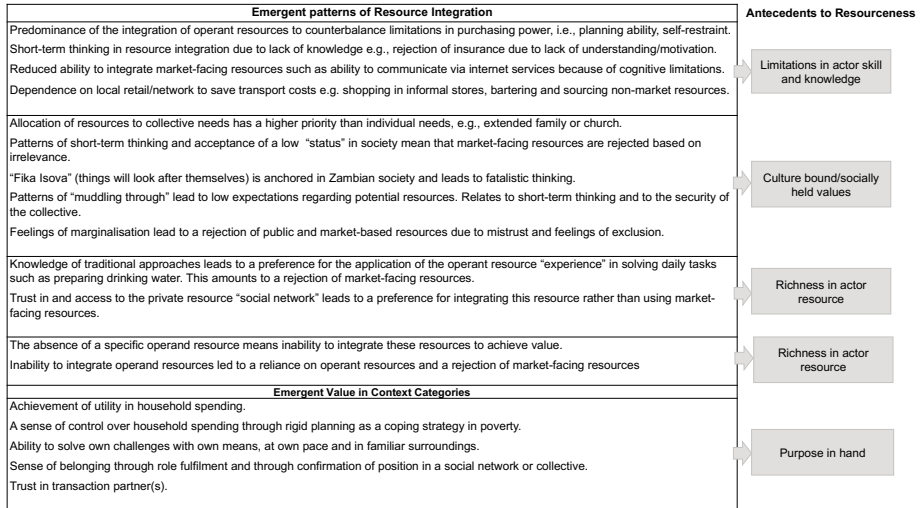 Emergent patterns of Resource Integration
Antecedents to Resourceness
Predominance of the integration of operant resources to counterbalance limitations in purchasing power, i.e., planning ability, self-restraint.
Short-term thinking in resource integration due to lack of knowledge e.g., rejection of insurance due to lack of understanding/motivation.
Reduced ability to integrate market-facing resources such as ability to communicate via internet services because of cognitive limitations.
Dependence on local retail/network to save transport costs e.g. shopping in informal stores, bartering and sourcing non-market resources.
Limitations in actor skill
and knowledge
Allocation of resources to collective needs has a higher priority than individual needs, e.g., extended family or church.
Patterns of short-term thinking and acceptance of a low “status” in society mean that market-facing resources are rejected based on
irrelevance.
“Fika Isova” (things will look after themselves) is anchored in Zambian society and leads to fatalistic thinking.
Patterns of “muddling through” lead to low expectations regarding potential resources. Relates to short-term thinking and to the security of
the collective.
Feelings of marginalisation lead to a rejection of public and market-based resources due to mistrust and feelings of exclusion.
Culture bound/socially
held values
Knowledge of traditional approaches leads to a preference for the application of the operant resource “experience” in solving daily tasks
such as preparing drinking water. This amounts to a rejection of market-facing resources.
Trust in and access to the private resource “social network” leads to a preference for integrating this resource rather than using market-
facing resources.
Richness in actor
resource
The absence of a specific operand resource means inability to integrate these resources to achieve value.
Inability to integrate operand resources led to a reliance on operant resources and a rejection of market-facing resources
Richness in actor
resource
Emergent Value in Context Categories
Achievement of utility in household spending.
A sense of control over household spending through rigid planning as a coping strategy in poverty.
Ability to solve own challenges with own means, at own pace and in familiar surroundings.
Sense of belonging through role fulfilment and through confirmation of position in a social network or collective.
Trust in transaction partner(s).
Purpose in hand